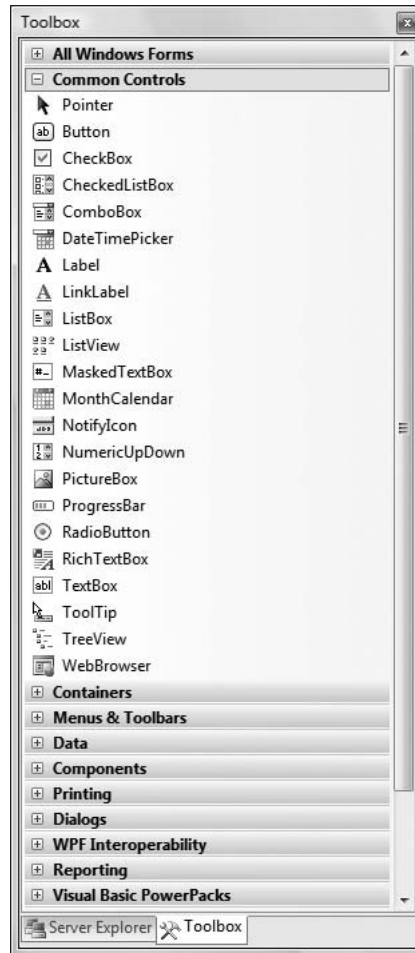 Toolbox
All Windows Forms
Common Controls
Pointer
Button
CheckBox
CheckedListBox
ComboBox
DateTimePicker
Label
LinkLabel
ListBox
ListView
MaskedTextBox
MonthCalendar
NotifyIcon
NumericUpDown
PictureBox
ProgressBar
RadioButton
RichTextBox
TextBox
ToolTip
TreeView
WebBrowser
Containers
Menus & Toolbars
Data
Components
Printing
Dialogs
WPF Interoperability
Reporting
Visual Basic PowerPacks
Server Explorer Toolbox